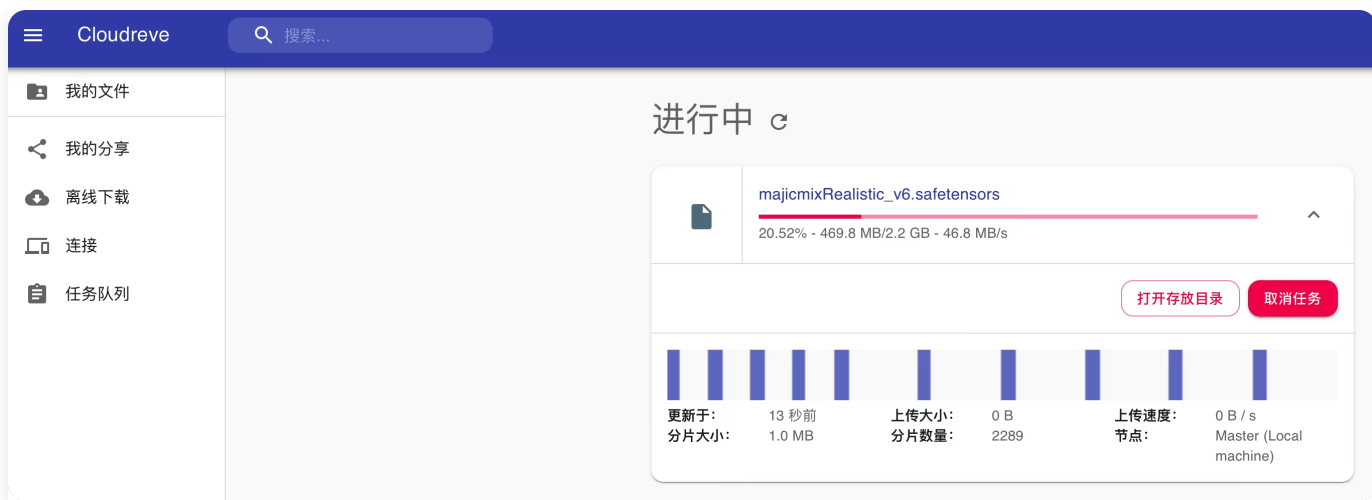 Cloudreve
搜索...
我的文件
我的分享
离线下载
连接
任务队列
进行中
majicmixRealistic_v6.safetensors
20.52% - 469.8 MB/2.2 GB - 46.8 MB/s
打开存放目录
取消任务
更新于： 13 秒前 上传大小： 0 B 上传速度： 0 B / s
分片大小： 1.0 MB 分片数量： 2289 节点： Master (Local
machine)